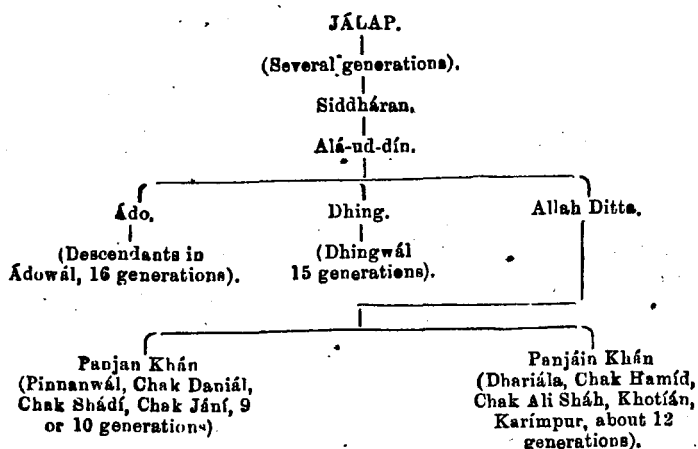 JÁLAP.
(Several generations).
Siddháran.
Alá-ud-dín.
Ádo. Dhing. Allah Ditta.
(Descendants in
Ádowál, 16 generations).
(Dhingwál
15 generations).
Panjan Khán
(Pinnanwál, Chak Daniál,
Chak Shádí, Chak Jání, 9
or 10 generations)
Panjáin Khán
(Dhariála, Chak Hamíd,
Chak Ali Sháh, Khotíán,
Karímpur, about 12
generations).